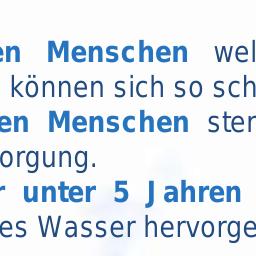 en Menschen wel
können sich so sch
en Menschen ster
orgung.
r unter 5 Jahren
es Wasser hervorge